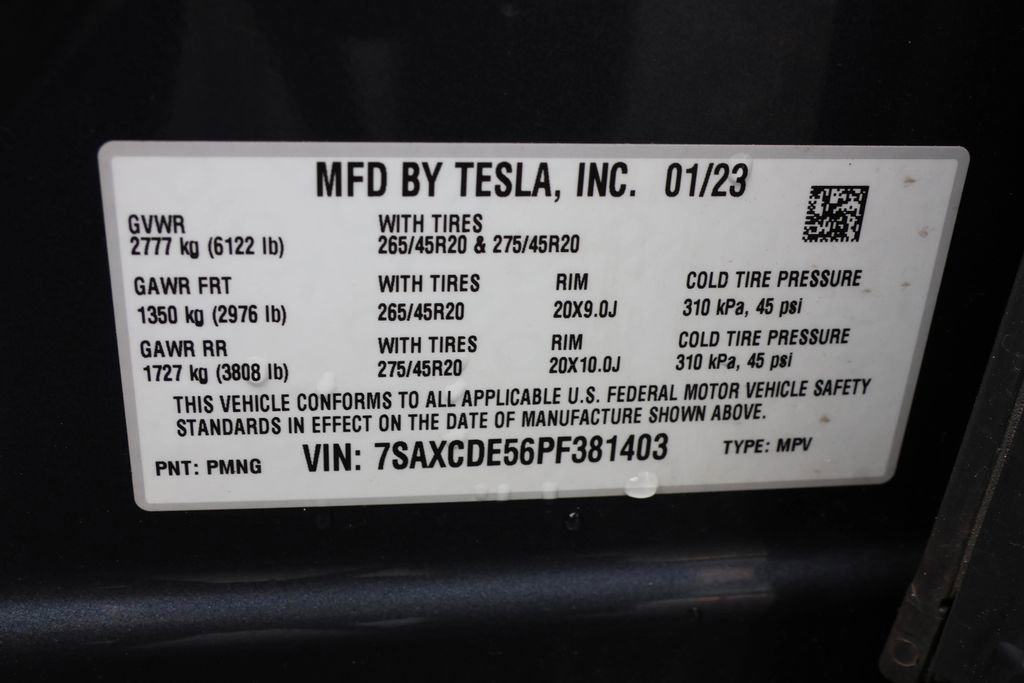 MFD BY TESLA, INC. 01/23
GVWR WITH TIRES
2777 kg (6122 lb) 265/45R20 & 275/45R20
GAWR FRT WITH TIRES RIM COLD TIRE PRESSURE
1350 kg (2976 lb) 265/45R20 20X9.0J 310 kPa, 45 psi
GAWR RR WITH TIRES RIM COLD TIRE PRESSURE
1727 kg (3808 lb) 275/45R20 20X10.0J 310 kPa, 45 psi
THIS VEHICLE CONFORMS TO ALL APPLICABLE U.S. FEDERAL MOTOR VEHICLE SAFETY
STANDARDS IN EFFECT ON THE DATE OF MANUFACTURE SHOWN ABOVE.
PNT: PMNG VIN: 7SAXCDE56PF381403 TYPE: MPV